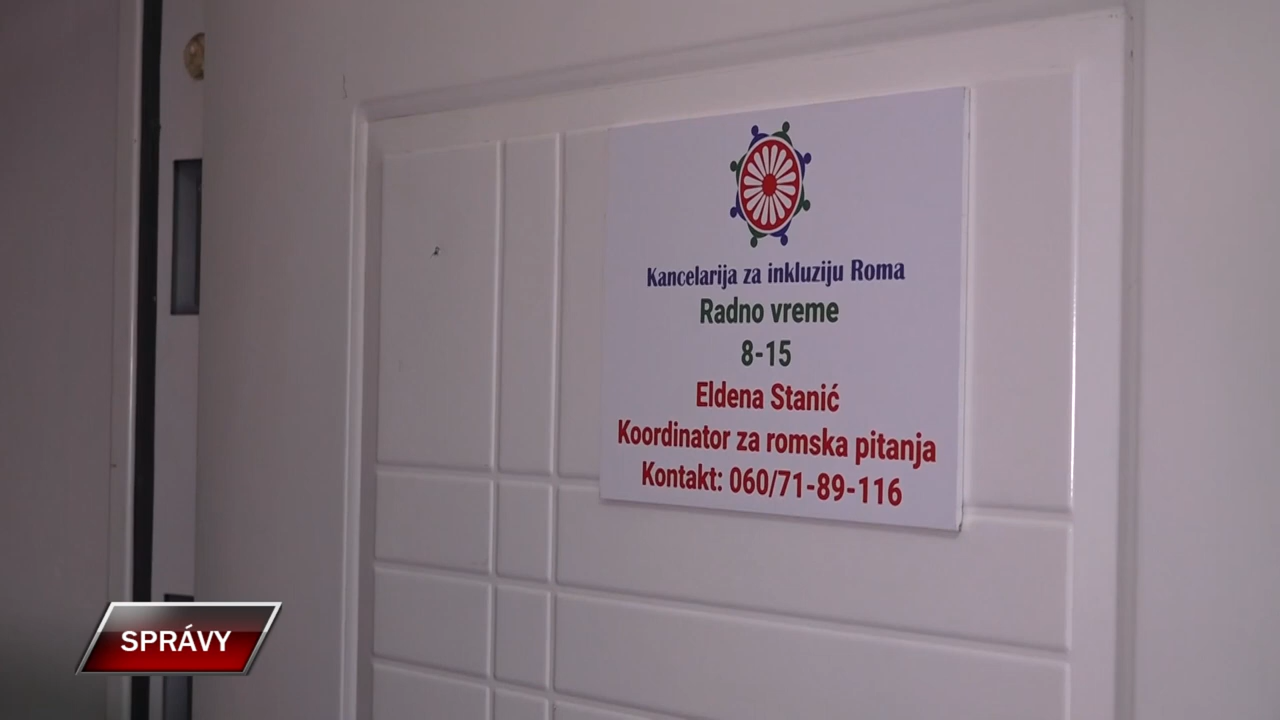 Kancelarija za inkluziju Roma
Radno vreme
8-15
Eldena Stanić
Koordinator za romska pitanja
Kontakt: 060/71-89-116
SPRÁVY